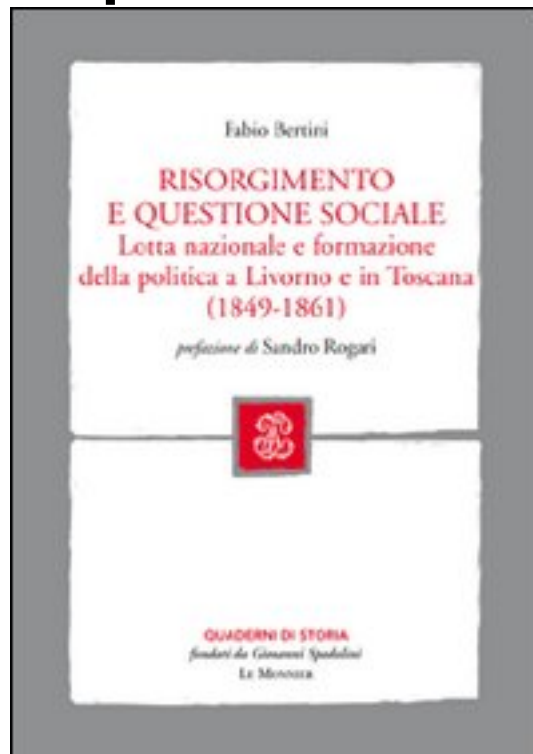 Fabio Bertini
RISORGIMENTO
E QUESTIONE SOCIALE
Lotta nazionale e formazione
della politica a Livorno e in Toscana
(1849-1861)
prefazione di Sandro Rogari
QUADERNI DI STORIA
fondati da Giovanni Spadolini
LE MONNIER